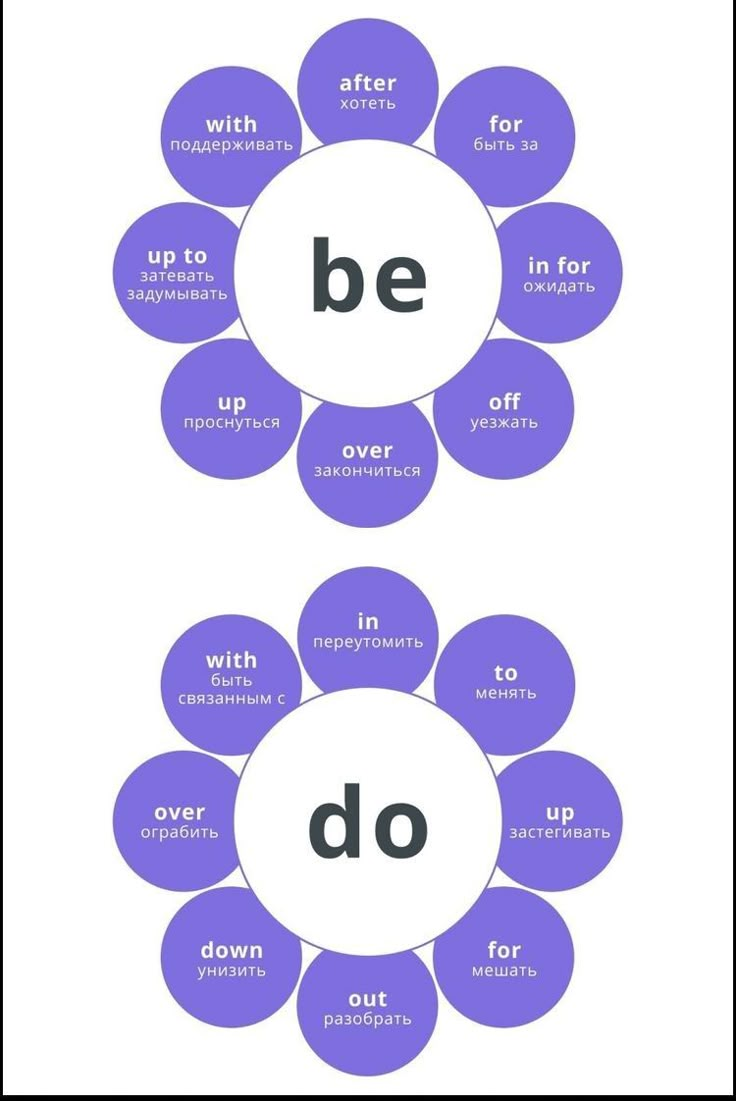 after
хотеть
with
поддерживать
for
быть за
up to
затевать
задумывать
be
in for
ожидать
up
проснуться
off
уезжать
over
закончиться
in
переутомить
with
быть
связанным с
to
менять
over
ограбить
do
up
застегивать
down
унизить
for
мешать
out
разобрать